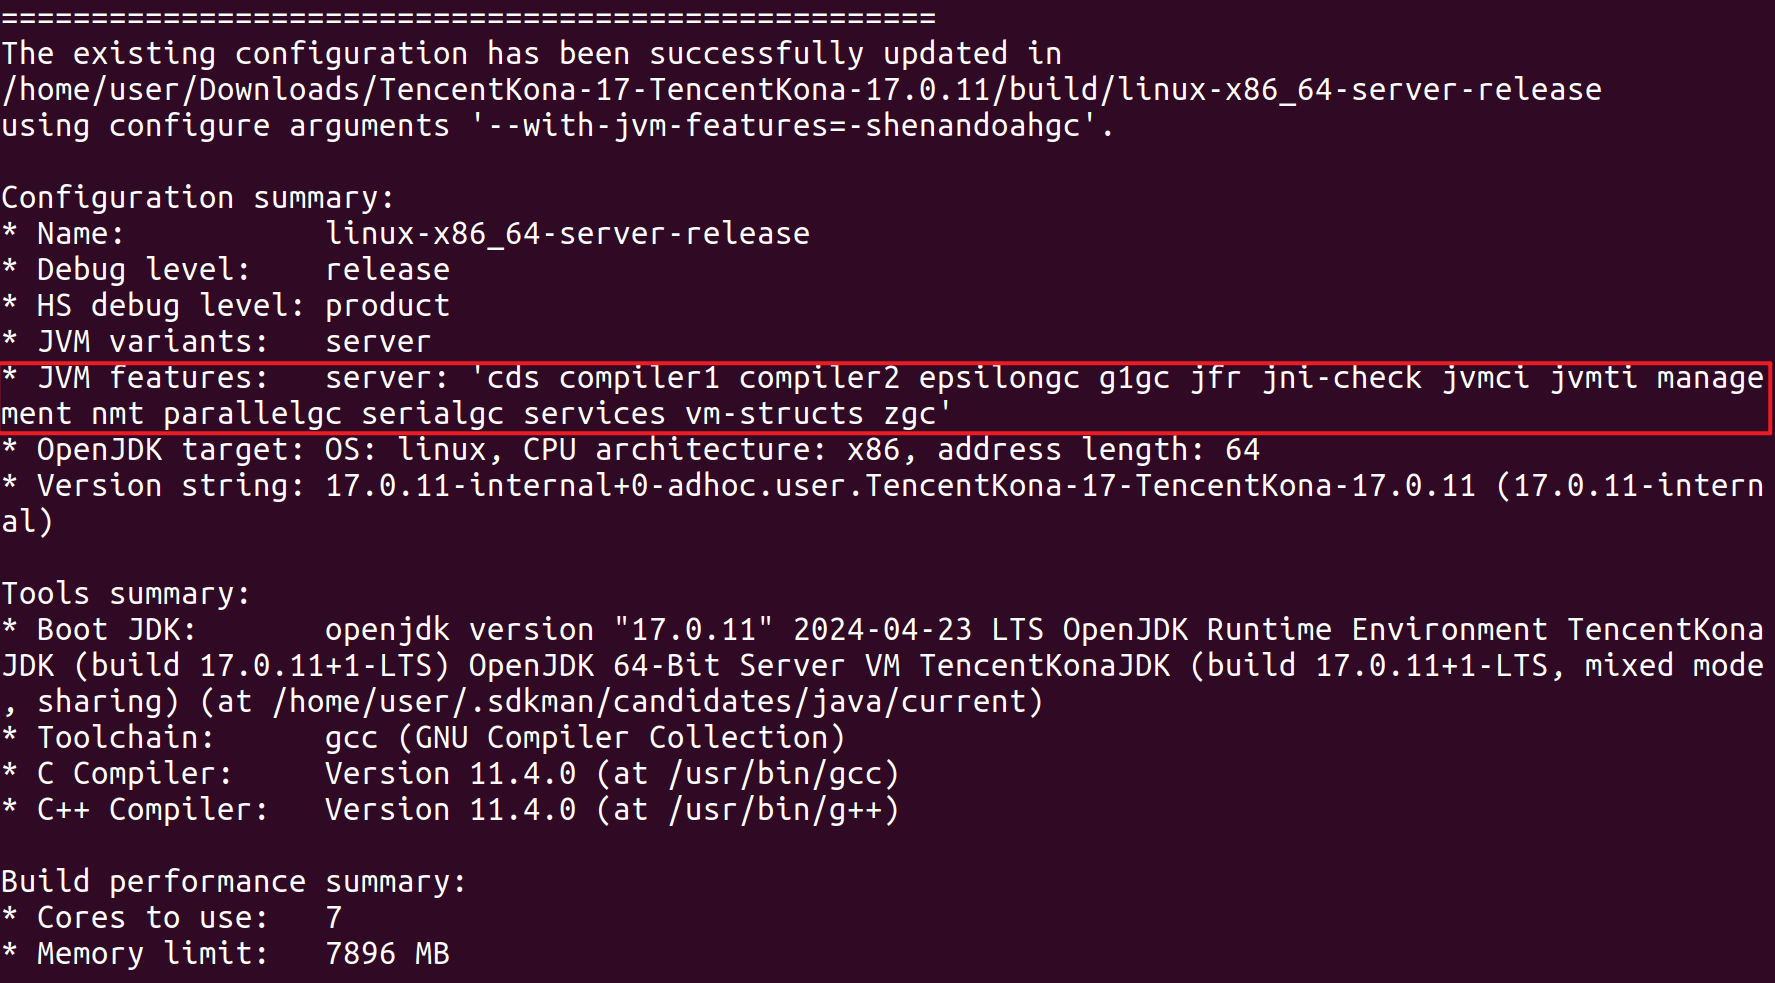 ====================================================
The existing configuration has been successfully updated in
/home/user/Downloads/TencentKona-17-TencentKona-17.0.11/build/linux-x86_64-server-release
using configure arguments '--with-jvm-features=-shenandoahgc'.

Configuration summary:
* Name:           linux-x86_64-server-release
* Debug level:    release
* HS debug level: product
* JVM variants:   server
* JVM features:   server: 'cds compiler1 compiler2 epsilongc g1gc jfr jni-check jvmci jvmti manage
ment nmt parallelgc serialgc services vm-structs zgc'
* OpenJDK target: OS: linux, CPU architecture: x86, address length: 64
* Version string: 17.0.11-internal+0-adhoc.user.TencentKona-17-TencentKona-17.0.11 (17.0.11-intern
al)

Tools summary:
* Boot JDK:       openjdk version "17.0.11" 2024-04-23 LTS OpenJDK Runtime Environment TencentKona
JDK (build 17.0.11+1-LTS) OpenJDK 64-Bit Server VM TencentKonaJDK (build 17.0.11+1-LTS, mixed mode
, sharing) (at /home/user/.sdkman/candidates/java/current)
* Toolchain:      gcc (GNU Compiler Collection)
* C Compiler:     Version 11.4.0 (at /usr/bin/gcc)
* C++ Compiler:   Version 11.4.0 (at /usr/bin/g++)

Build performance summary:
* Cores to use:   7
* Memory limit:   7896 MB